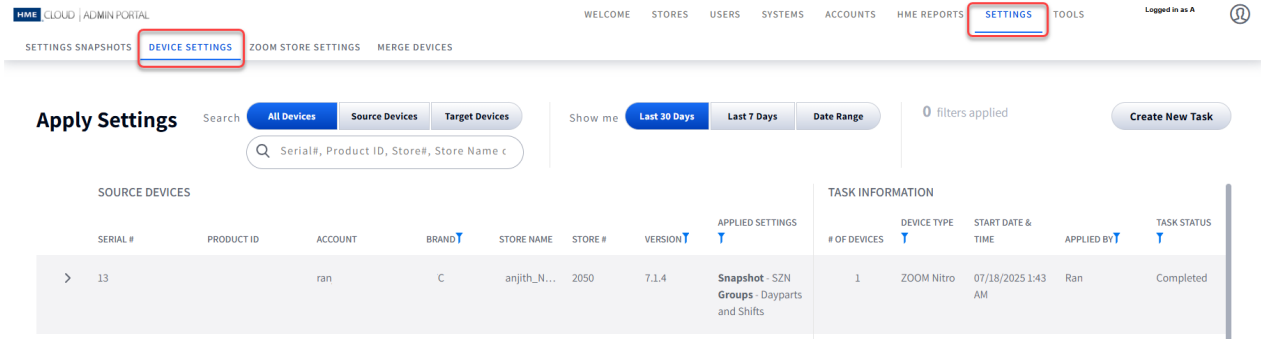 HME CLOUD | ADMIN PORTAL
WELCOME STORES USERS SYSTEMS ACCOUNTS HME REPORTS SETTINGS TOOLS Logged in as A
SETTINGS SNAPSHOTS DEVICE SETTINGS ZOOM STORE SETTINGS MERGE DEVICES
Apply Settings Search All Devices Source Devices Target Devices Show me Last 30 Days Last 7 Days Date Range 0 filters applied Create New Task
Serial#, Product ID, Store#, Store Name c
SOURCE DEVICES TASK INFORMATION
SERIAL # PRODUCT ID ACCOUNT BRAND STORE NAME STORE # VERSION APPLIED SETTINGS # OF DEVICES DEVICE TYPE START DATE & TIME APPLIED BY TASK STATUS
13 ran C anjith_N... 2050 7.1.4 Snapshot - SZN 1 ZOOM Nitro 07/18/2025 1:43 Ran Completed
Groups - Dayparts AM
and Shifts